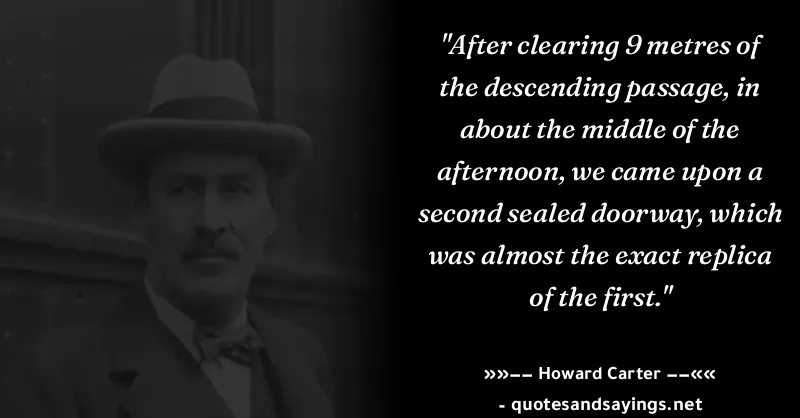 "After clearing 9 metres of
the descending passage, in
about the middle of the
afternoon, we came upon a
second sealed doorway, which
was almost the exact replica
of the first."
»»−− Howard Carter −−««
- quotesandsayings.net